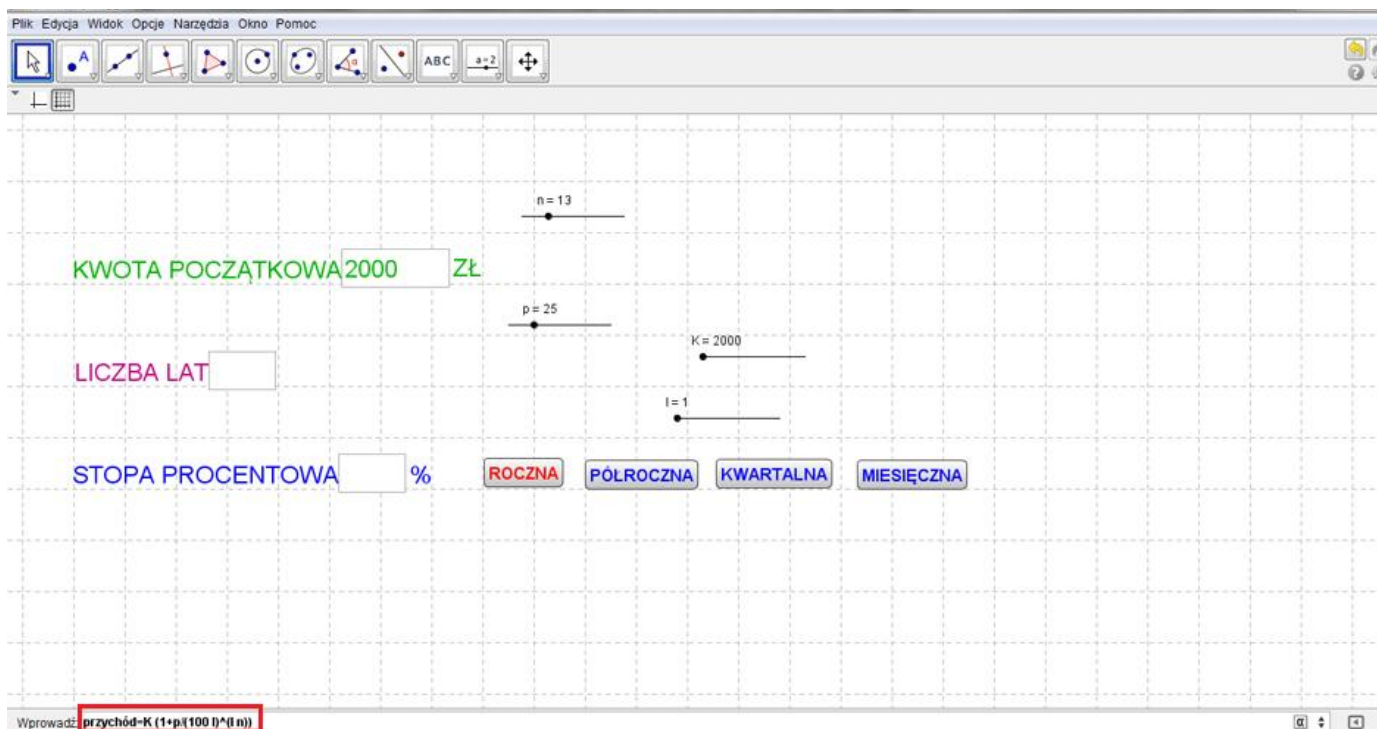 Plik Edycja Widok Opcje Narzędzia Okno Pomoc
A ABC a=2
n = 13
KWOTA POCZĄTKOWA 2000 ZŁ
p = 25
K = 2000
LICZBA LAT
l = 1
STOPA PROCENTOWA % ROCZNA PÓŁROCZNA KWARTALNA MIESIĘCZNA
Wprowadź: przychód=K (1+p/(100 l)^(l n)) α